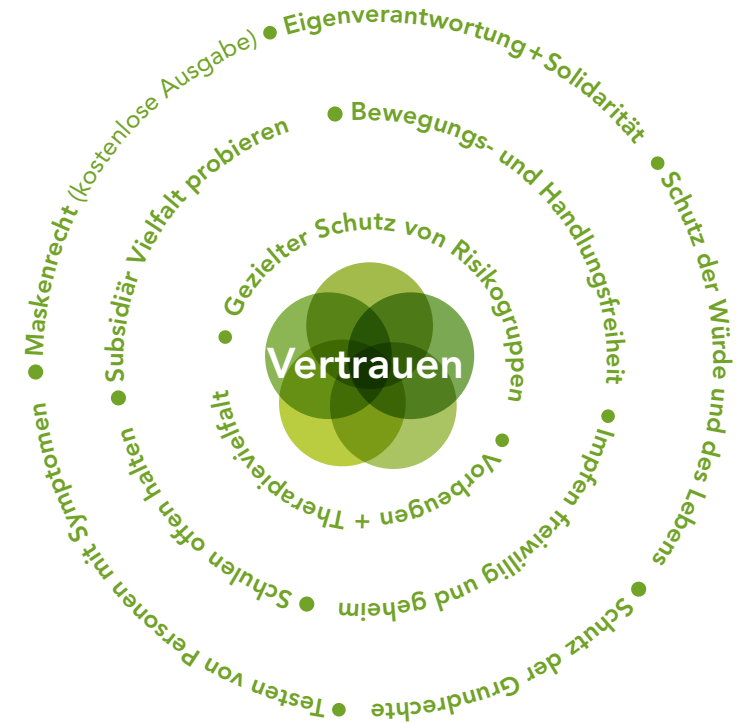 • Eigenverantwortung + Solidarität
• Schutz der Würde und des Lebens
• Schutz der Grundrechte
• Testen von Personen mit Symptomen
• Maskenrecht (kostenlose Ausgabe)
• Bewegungs- und Handlungsfreiheit
• Impfen freiwillig und geheim
• Schulen offen halten
• Subsidiär Vielfalt probieren
• Gezielter Schutz von Risikogruppen
• Vorbeugen + Therapievielfalt
Vertrauen